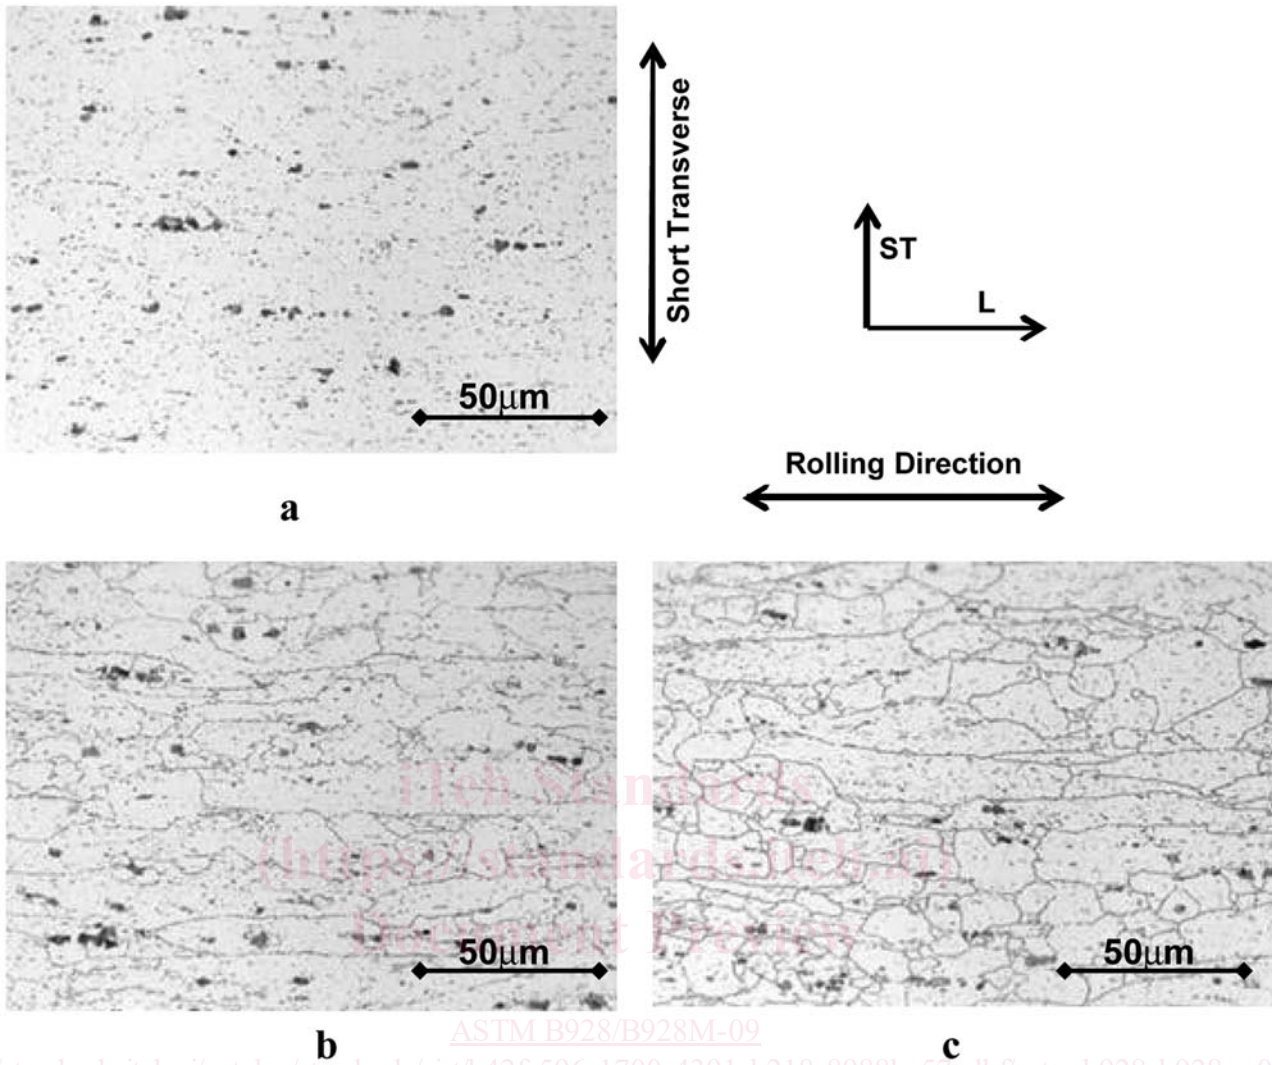 Short Transverse
ST
L
50μm
Rolling Direction
a
iTeh Standards
(https://standards.iteh.ai)
Document Preview
50μm
50μm
ASTM B928/B928M-09
b
c